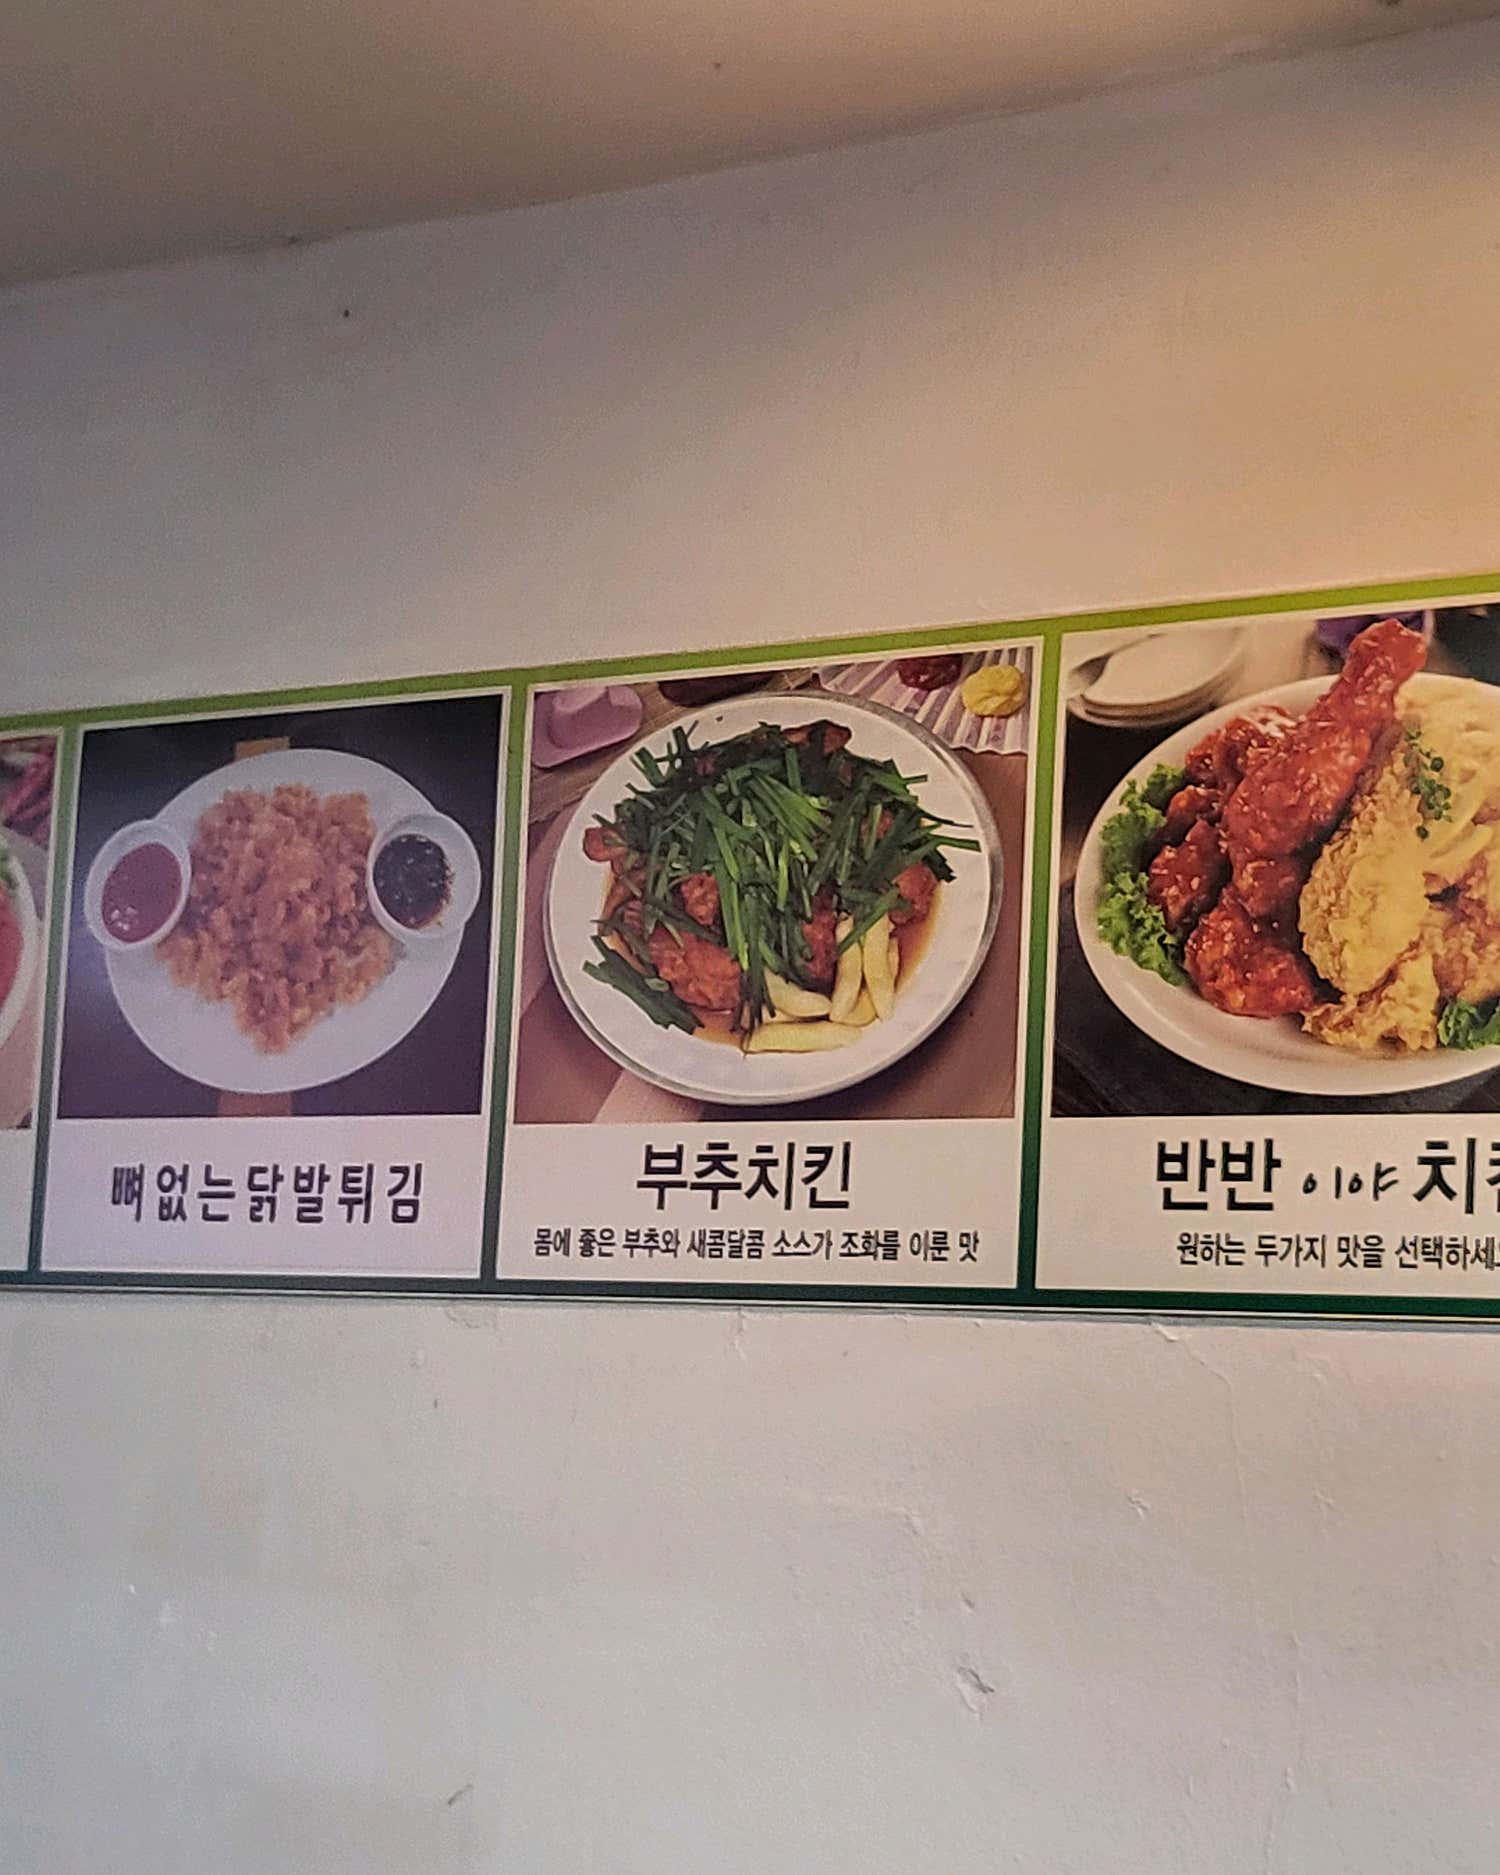 뼈없는닭발튀김
부추치킨
몸에 좋은 부추와 새콤달콤 소스가 조화를 이룬 맛
반반 이야 치킨
원하는 두가지 맛을 선택하세요